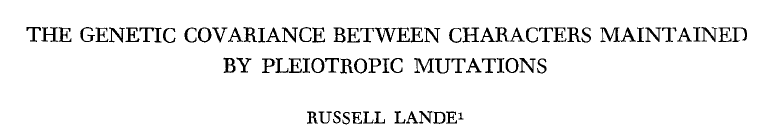 THE GENETIC COVARIANCE BETWEEN CHARACTERS MAINTAINED
BY PLEIOTROPIC MUTATIONS
RUSSELL LANDE¹